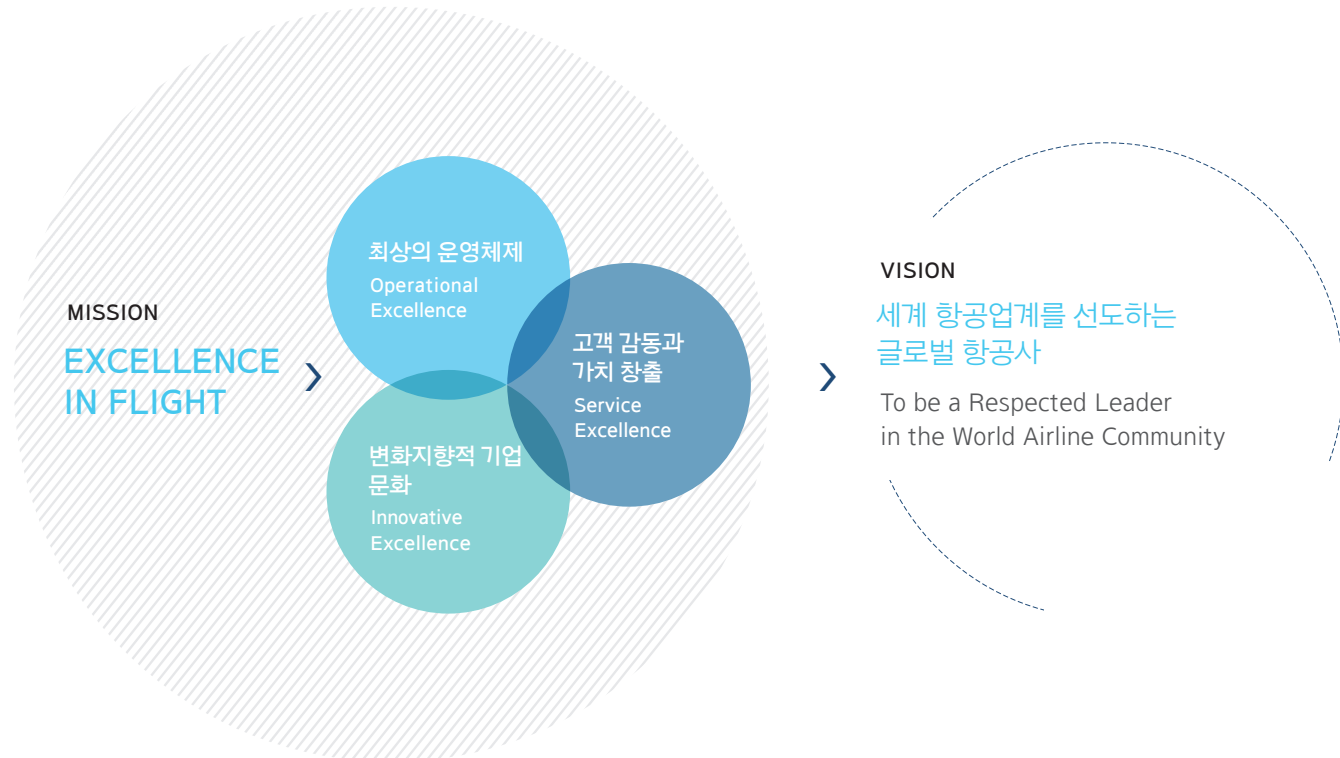 MISSION
EXCELLENCE
IN FLIGHT
최상의 운영체제
Operational
Excellence
고객 감동과
가치 창출
Service
Excellence
변화지향적 기업
문화
Innovative
Excellence
VISION
세계 항공업계를 선도하는
글로벌 항공사
To be a Respected Leader
in the World Airline Community